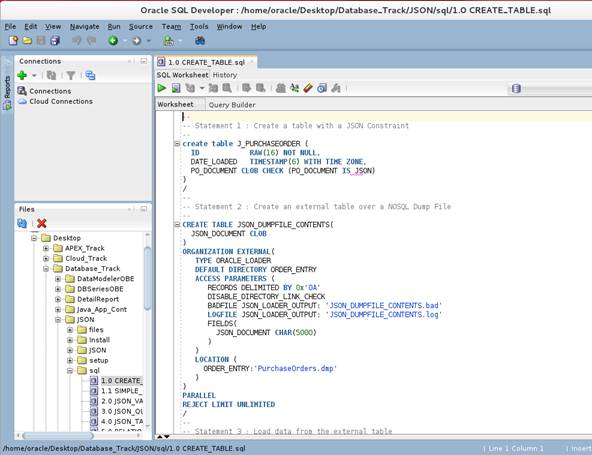 Oracle SQL Developer : /home/oracle/Desktop/Database_Track/JSON/sql/1.0 CREATE_TABLE.sql
File Edit View Navigate Run Source Team Tools Window Help
Reports
Connections
Connections
Cloud Connections
Files
Desktop
APEX_Track
Cloud_Track
Database_Track
DataModelerOBE
DBSeriesOBE
DetailReport
Java_App_Cont
JSON
files
Install
JSON
setup
sql
1.0 CREATE_
1.1 SIMPLE_
2.0 JSON_VA
3.0 JSON_QU
4.0 JSON_TA
1.0 CREATE_TABLE.sql
SQL Worksheet History
Worksheet Query Builder
--
-- Statement 1 : Create a table with a JSON Constraint
--
create table J_PURCHASEORDER (
ID RAW(16) NOT NULL,
DATE_LOADED TIMESTAMP(6) WITH TIME ZONE,
PO_DOCUMENT CLOB CHECK (PO_DOCUMENT IS JSON)
)
/
--
-- Statement 2 : Create an external table over a NOSQL Dump File
--
CREATE TABLE JSON_DUMPFILE_CONTENTS(
JSON_DOCUMENT CLOB
)
ORGANIZATION EXTERNAL(
TYPE ORACLE_LOADER
DEFAULT DIRECTORY ORDER_ENTRY
ACCESS PARAMETERS (
RECORDS DELIMITED BY 0x'0A'
DISABLE_DIRECTORY_LINK_CHECK
BADFILE JSON_LOADER_OUTPUT: 'JSON_DUMPFILE_CONTENTS.bad'
LOGFILE JSON_LOADER_OUTPUT: 'JSON_DUMPFILE_CONTENTS.log'
FIELDS(
JSON_DOCUMENT CHAR(5000)
)
)
LOCATION (
ORDER_ENTRY:'PurchaseOrders.dmp'
)
)
PARALLEL
REJECT LIMIT UNLIMITED
/
--
-- Statement 3 : Load data from the external table
/home/oracle/Desktop/Database_Track/JSON/sql/1.0 CREATE_TABLE.sql
Line 1 Column 1
Insert